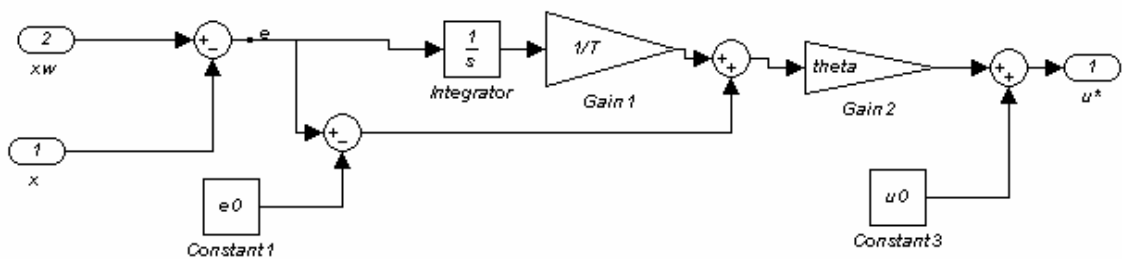 2
xw
+
−
e
1
s
Integrator
1/T
Gain 1
+
+
theta
Gain 2
+
+
1
u*
1
x
+
−
e0
Constant 1
u0
Constant 3